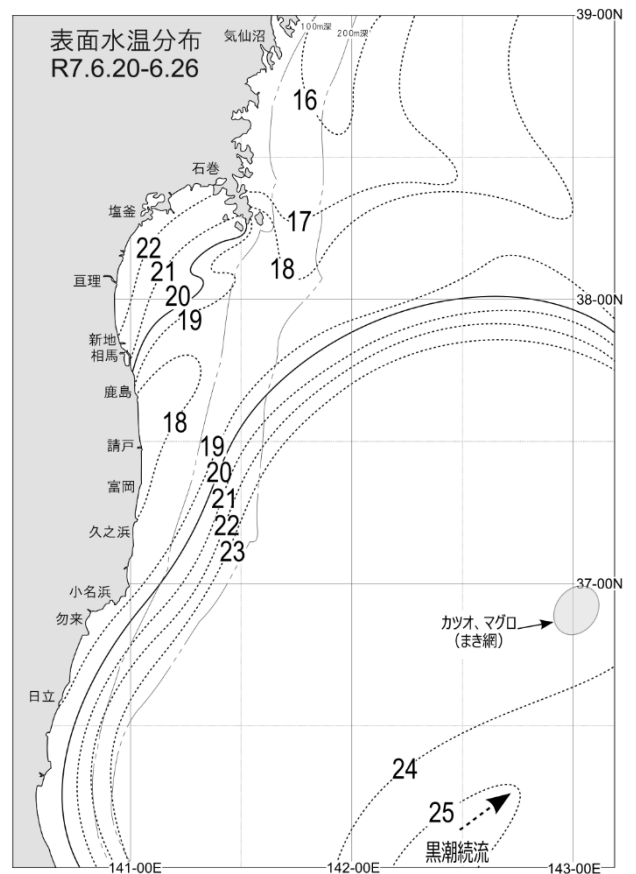 表面水温分布
R7.6.20-6.26
気仙沼
100m深
200m深
39-00N
16
石巻
塩釜
17
22
21
18
亘理
20
19
38-00N
新地
相馬
鹿島
18
請戸
19
20
富岡
21
22
久之浜
23
37-00N
小名浜
勿来
カツオ、マグロ
(まき網)
日立
24
25
黒潮続流
141-00E
142-00E
143-00E